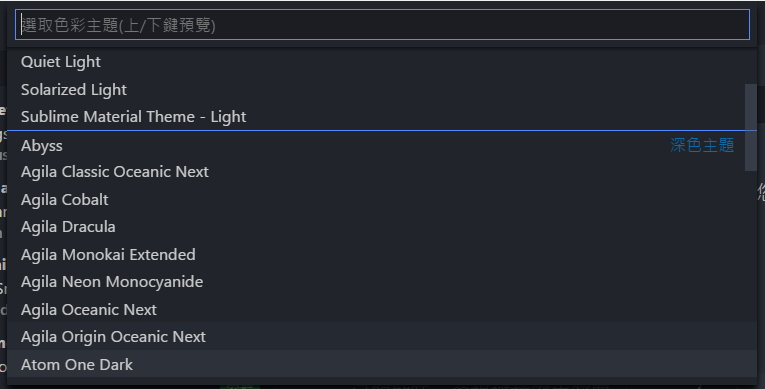 選取色彩主題(上/下鍵預覽)
Quiet Light
Solarized Light
Sublime Material Theme - Light
Abyss 深色主題
Agila Classic Oceanic Next
Agila Cobalt
Agila Dracula
Agila Monokai Extended
Agila Neon Monocyanide
Agila Oceanic Next
Agila Origin Oceanic Next
Atom One Dark